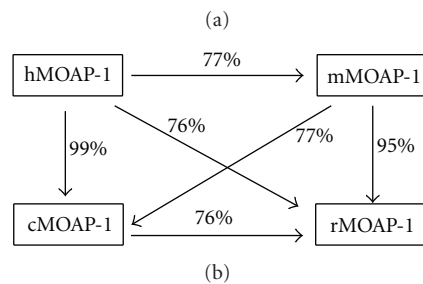 (a)
77%
hMOAP-1 mMOAP-1
76%
99% 77% 95%
76%
cMOAP-1 rMOAP-1
(b)